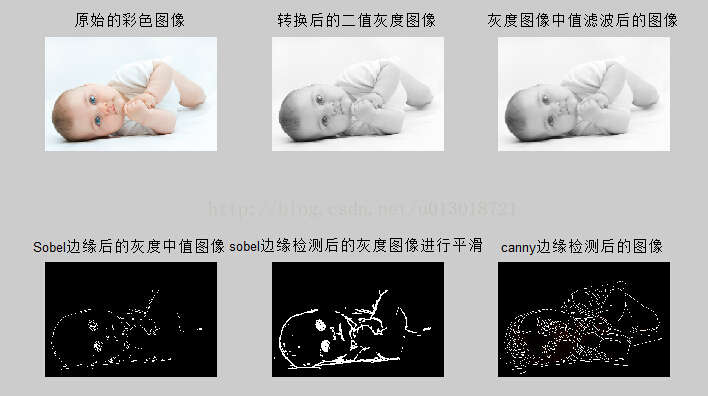 原始的彩色图像
转换后的二值灰度图像
灰度图像中值滤波后的图像
http://blog.csdn.net/u013018721
Sobel边缘后的灰度中值图像
sobel边缘检测后的灰度图像进行平滑
canny边缘检测后的图像